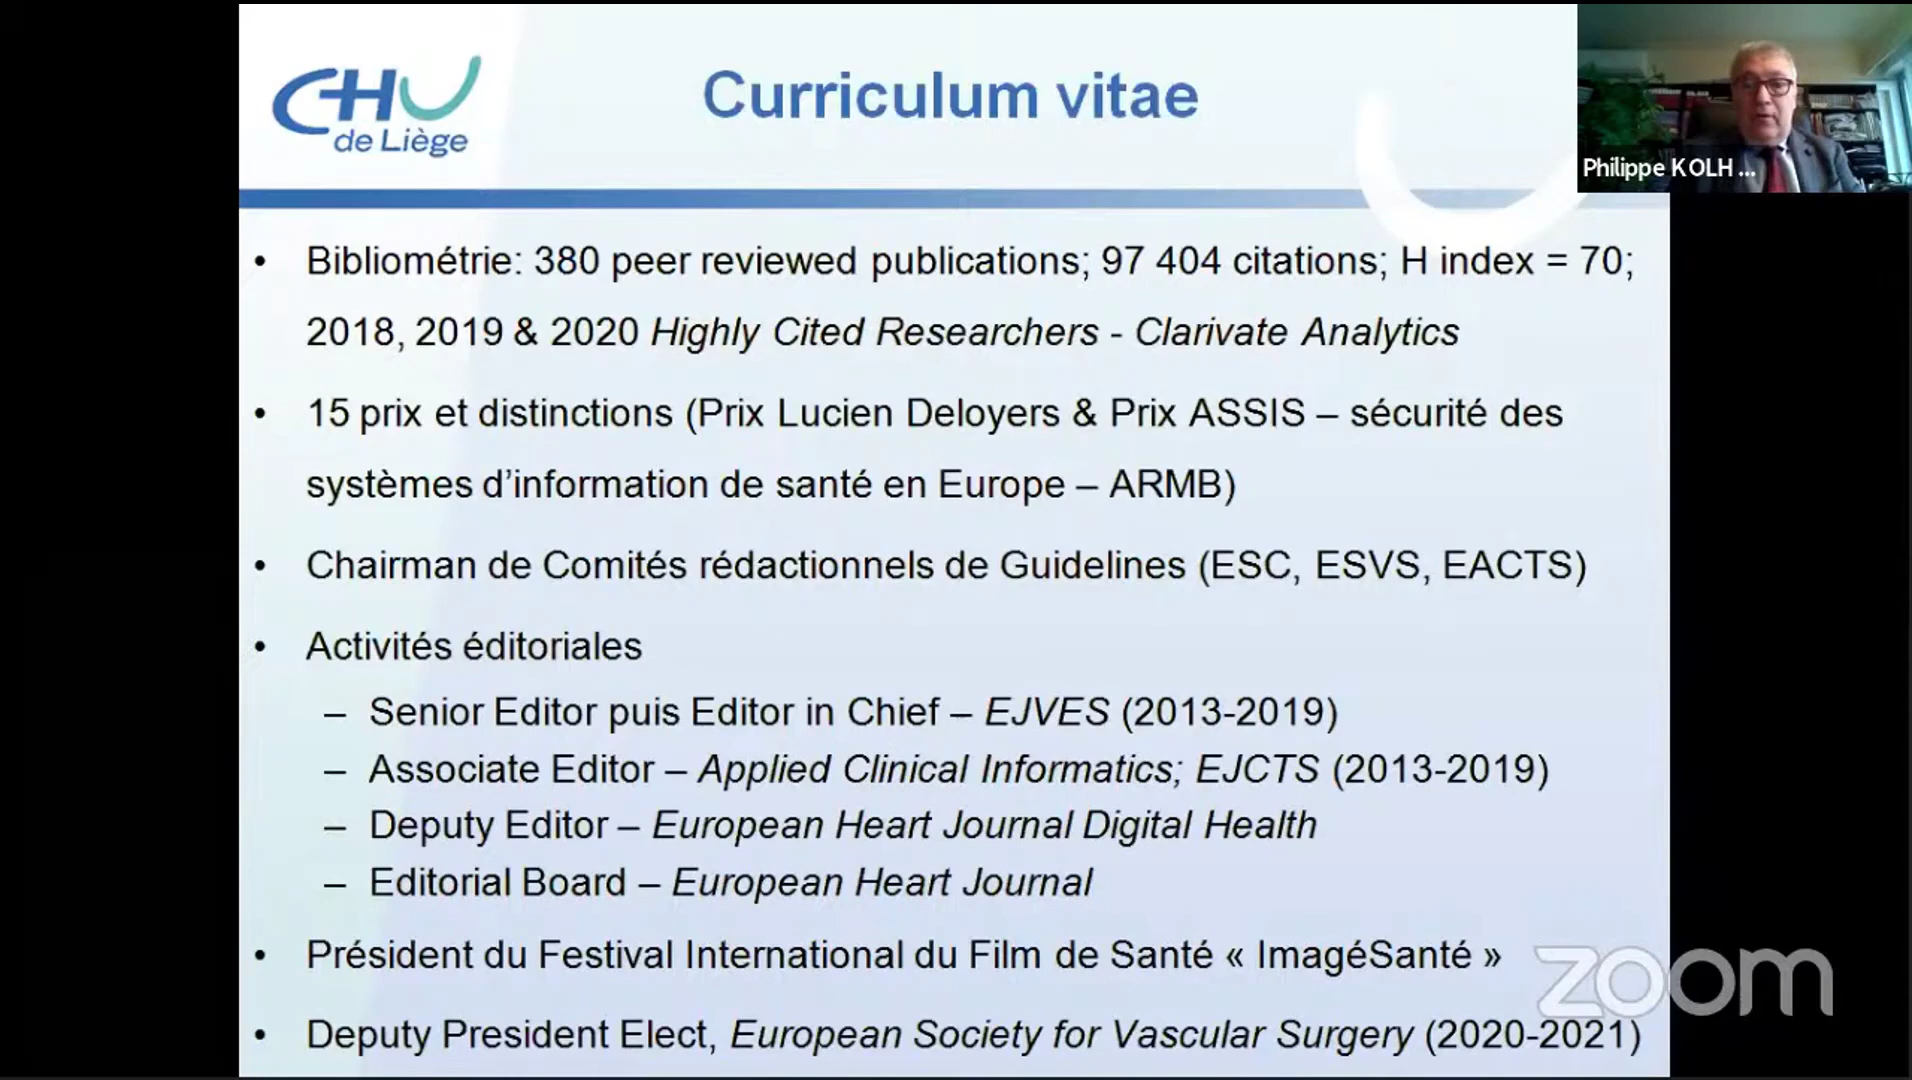 CHU
de Liège
Curriculum vitae
Philippe KOLH ...
• Bibliométrie: 380 peer reviewed publications; 97 404 citations; H index = 70;
2018, 2019 & 2020 Highly Cited Researchers - Clarivate Analytics
• 15 prix et distinctions (Prix Lucien Deloyers & Prix ASSIS – sécurité des
systèmes d’information de santé en Europe – ARMB)
• Chairman de Comités rédactionnels de Guidelines (ESC, ESVS, EACTS)
• Activités éditoriales
– Senior Editor puis Editor in Chief – EJVES (2013-2019)
– Associate Editor – Applied Clinical Informatics; EJCTS (2013-2019)
– Deputy Editor – European Heart Journal Digital Health
– Editorial Board – European Heart Journal
• Président du Festival International du Film de Santé « ImagéSanté »
• Deputy President Elect, European Society for Vascular Surgery (2020-2021)
zoom